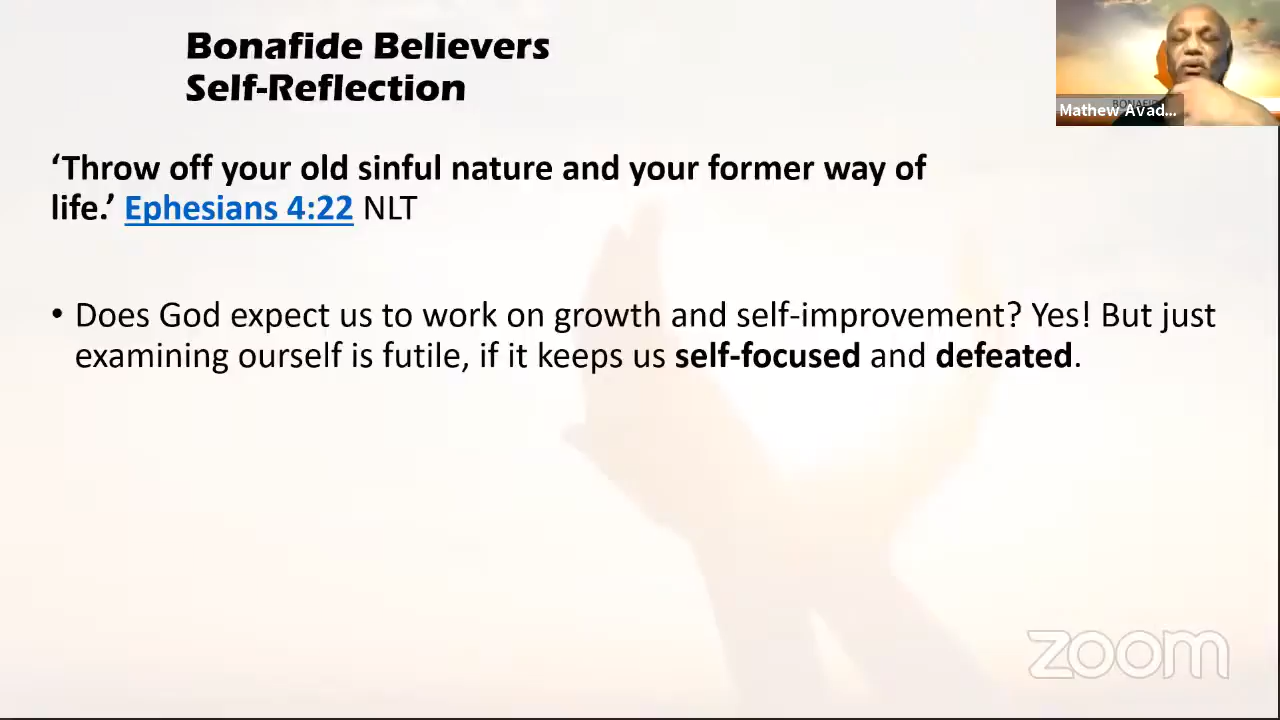 Bonafide Believers
Self-Reflection
‘Throw off your old sinful nature and your former way of
life.’ Ephesians 4:22 NLT
• Does God expect us to work on growth and self-improvement? Yes! But just
examining ourself is futile, if it keeps us self-focused and defeated.
Mathew Avad...
zoom